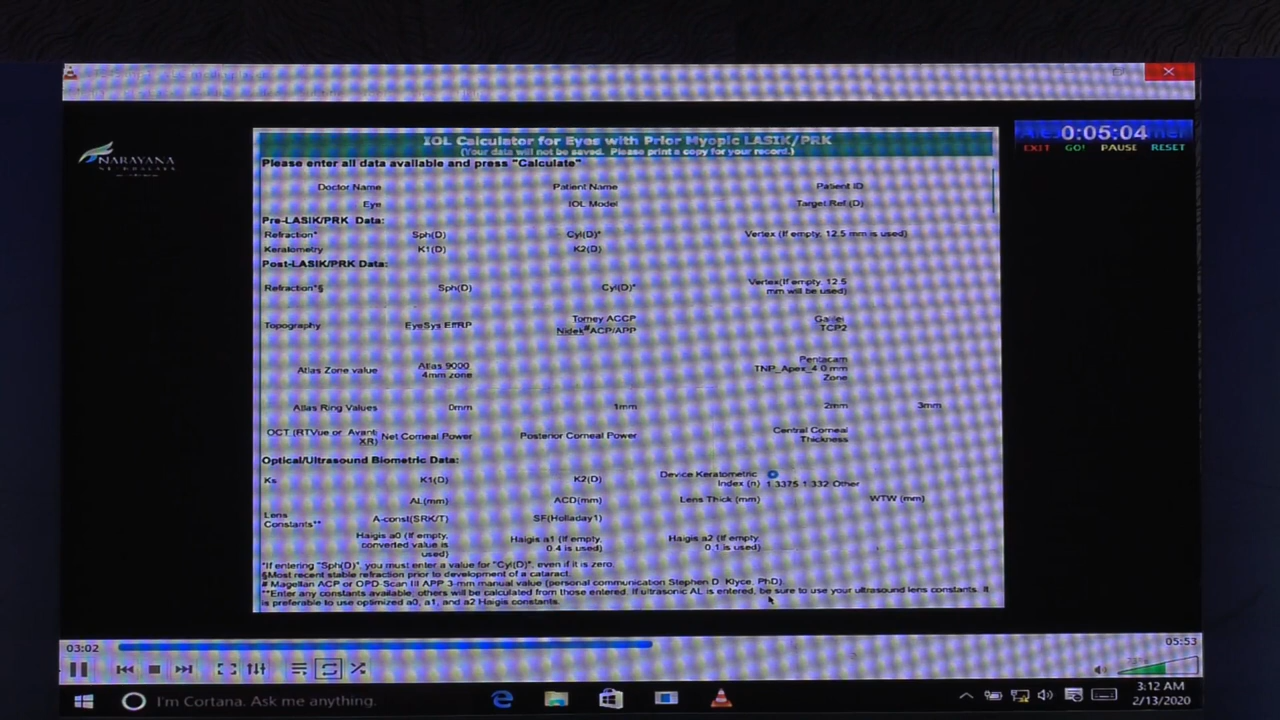 IOL Calculator for Eyes with Prior Myopic LASIK/PRK
(Your data will not be saved. Please print a copy for your record.)
Please enter all data available and press "Calculate"
Doctor Name Patient Name Patient ID
Eye IOL Model Target Ref (D)
Pre-LASIK/PRK Data:
Refraction* Sph(D) Cyl(D)* Vertex (If empty, 12.5 mm is used)
Keratometry K1(D) K2(D)
Post-LASIK/PRK Data:
Refraction*§ Sph(D) Cyl(D)* Vertex(If empty, 12.5 mm will be used)
Topography EyeSys EffRP Tomey ACCP Nidek#ACP/APP Galilei TCP2
Atlas Zone value Atlas 9000 4mm zone Pentacam TNP_Apex_4.0 mm Zone
Atlas Ring Values 0mm 1mm 2mm 3mm
OCT (RTVue or Avanti XR) Net Corneal Power Posterior Corneal Power Central Corneal Thickness
Optical/Ultrasound Biometric Data:
Ks K1(D) K2(D) Device Keratometric Index (n) 1.3375 1.332 Other
AL(mm) ACD(mm) Lens Thick (mm) WTW (mm)
Lens Constants** A-const(SRK/T) SF(Holladay1)
Haigis a0 (If empty, converted value is used) Haigis a1 (If empty, 0.4 is used) Haigis a2 (If empty, 0.1 is used)
*If entering "Sph(D)", you must enter a value for "Cyl(D)", even if it is zero.
§Most recent stable refraction prior to development of a cataract.
# Magellan ACP or OPD-Scan III APP 3-mm manual value (personal communication Stephen D. Klyce, PhD).
**Enter any constants available; others will be calculated from those entered. If ultrasonic AL is entered, be sure to use your ultrasound lens constants. It
is preferable to use optimized a0, a1, and a2 Haigis constants.
NARAYANA
0:05:04
EXIT GO! PAUSE RESET
03:02 05:53
I'm Cortana. Ask me anything.
3:12 AM
2/13/2020